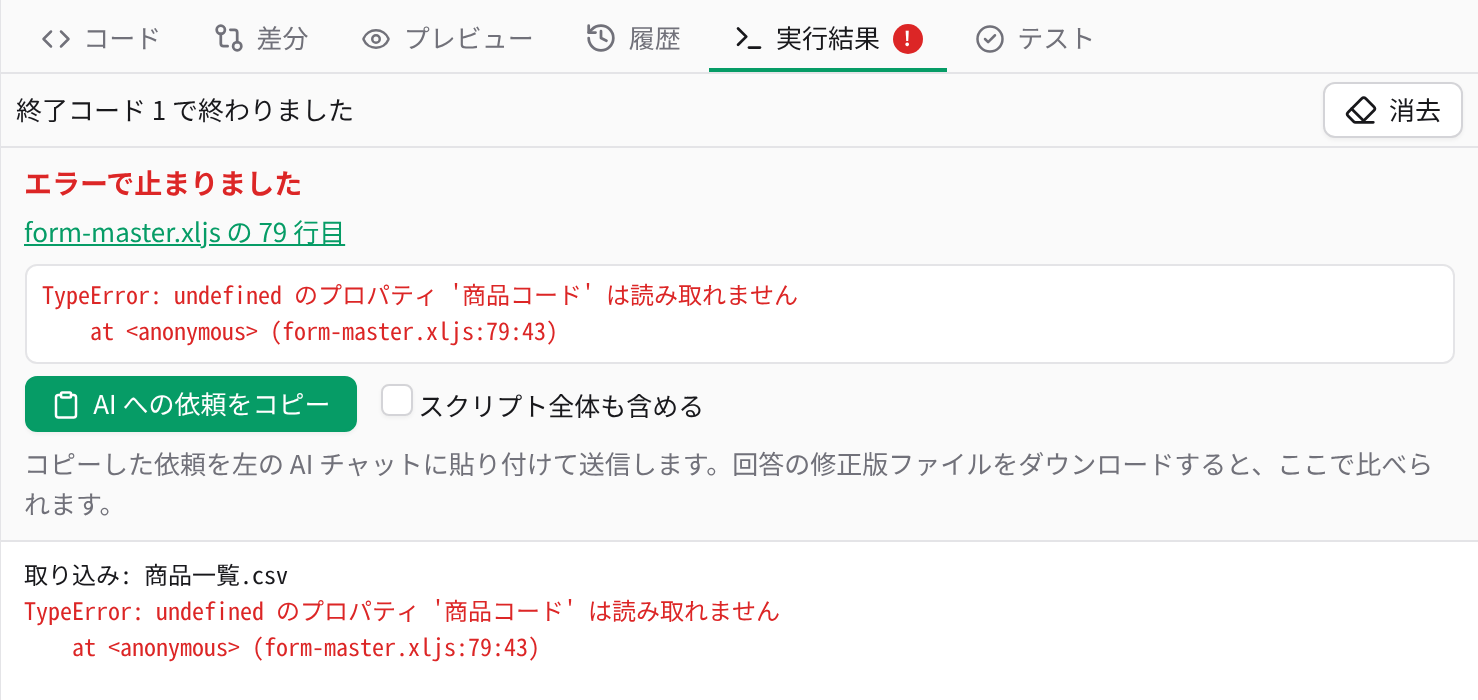 コード 差分 プレビュー 履歴 実行結果 テスト
終了コード 1 で終わりました 消去
エラーで止まりました
form-master.xljs の 79 行目
TypeError: undefined のプロパティ '商品コード' は読み取れません
    at <anonymous> (form-master.xljs:79:43)
AI への依頼をコピー スクリプト全体も含める
コピーした依頼を左の AI チャットに貼り付けて送信します。回答の修正版ファイルをダウンロードすると、ここで比べら
れます。
取り込み: 商品一覧.csv
TypeError: undefined のプロパティ '商品コード' は読み取れません
    at <anonymous> (form-master.xljs:79:43)